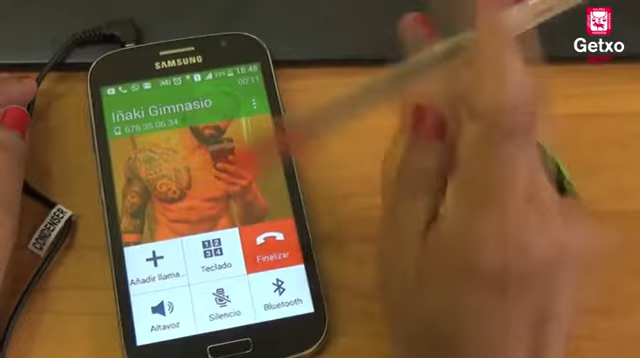 Getxo
SAMSUNG
18:48
00:11
Iñaki Gimnasio
676 35 06 34
Añadir llama...
Teclado
Finalizar
Altavoz
Silencio
Bluetooth
CONDENSER